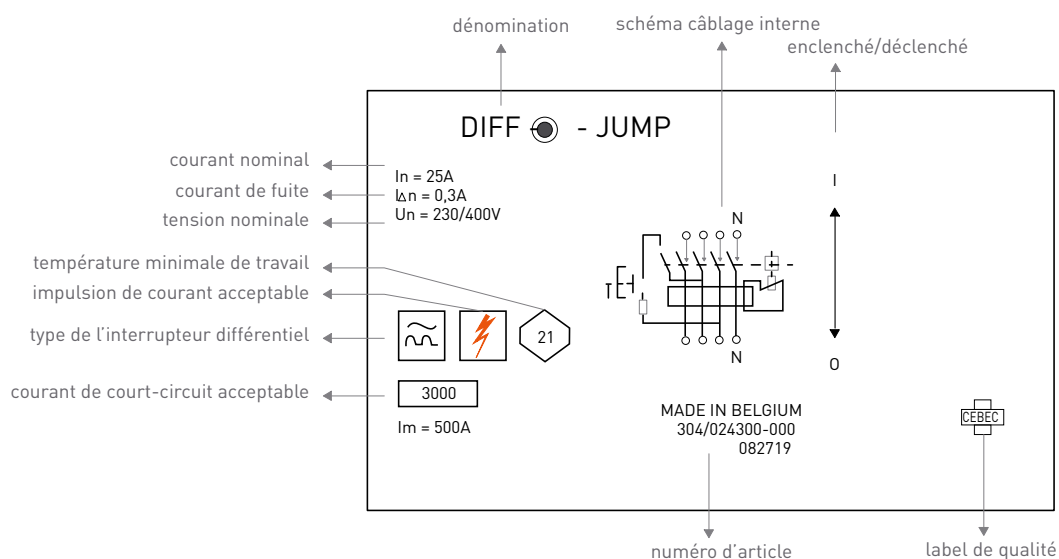 dénomination
schéma câblage interne
enclenché/déclenché
DIFF - JUMP
courant nominal
courant de fuite
tension nominale
In = 25A
I∆n = 0,3A
Un = 230/400V
I
N
température minimale de travail
impulsion de courant acceptable
type de l'interrupteur différentiel
21
T
N
O
courant de court-circuit acceptable
3000
Im = 500A
MADE IN BELGIUM
304/024300-000
082719
CEBEC
numéro d'article
label de qualité